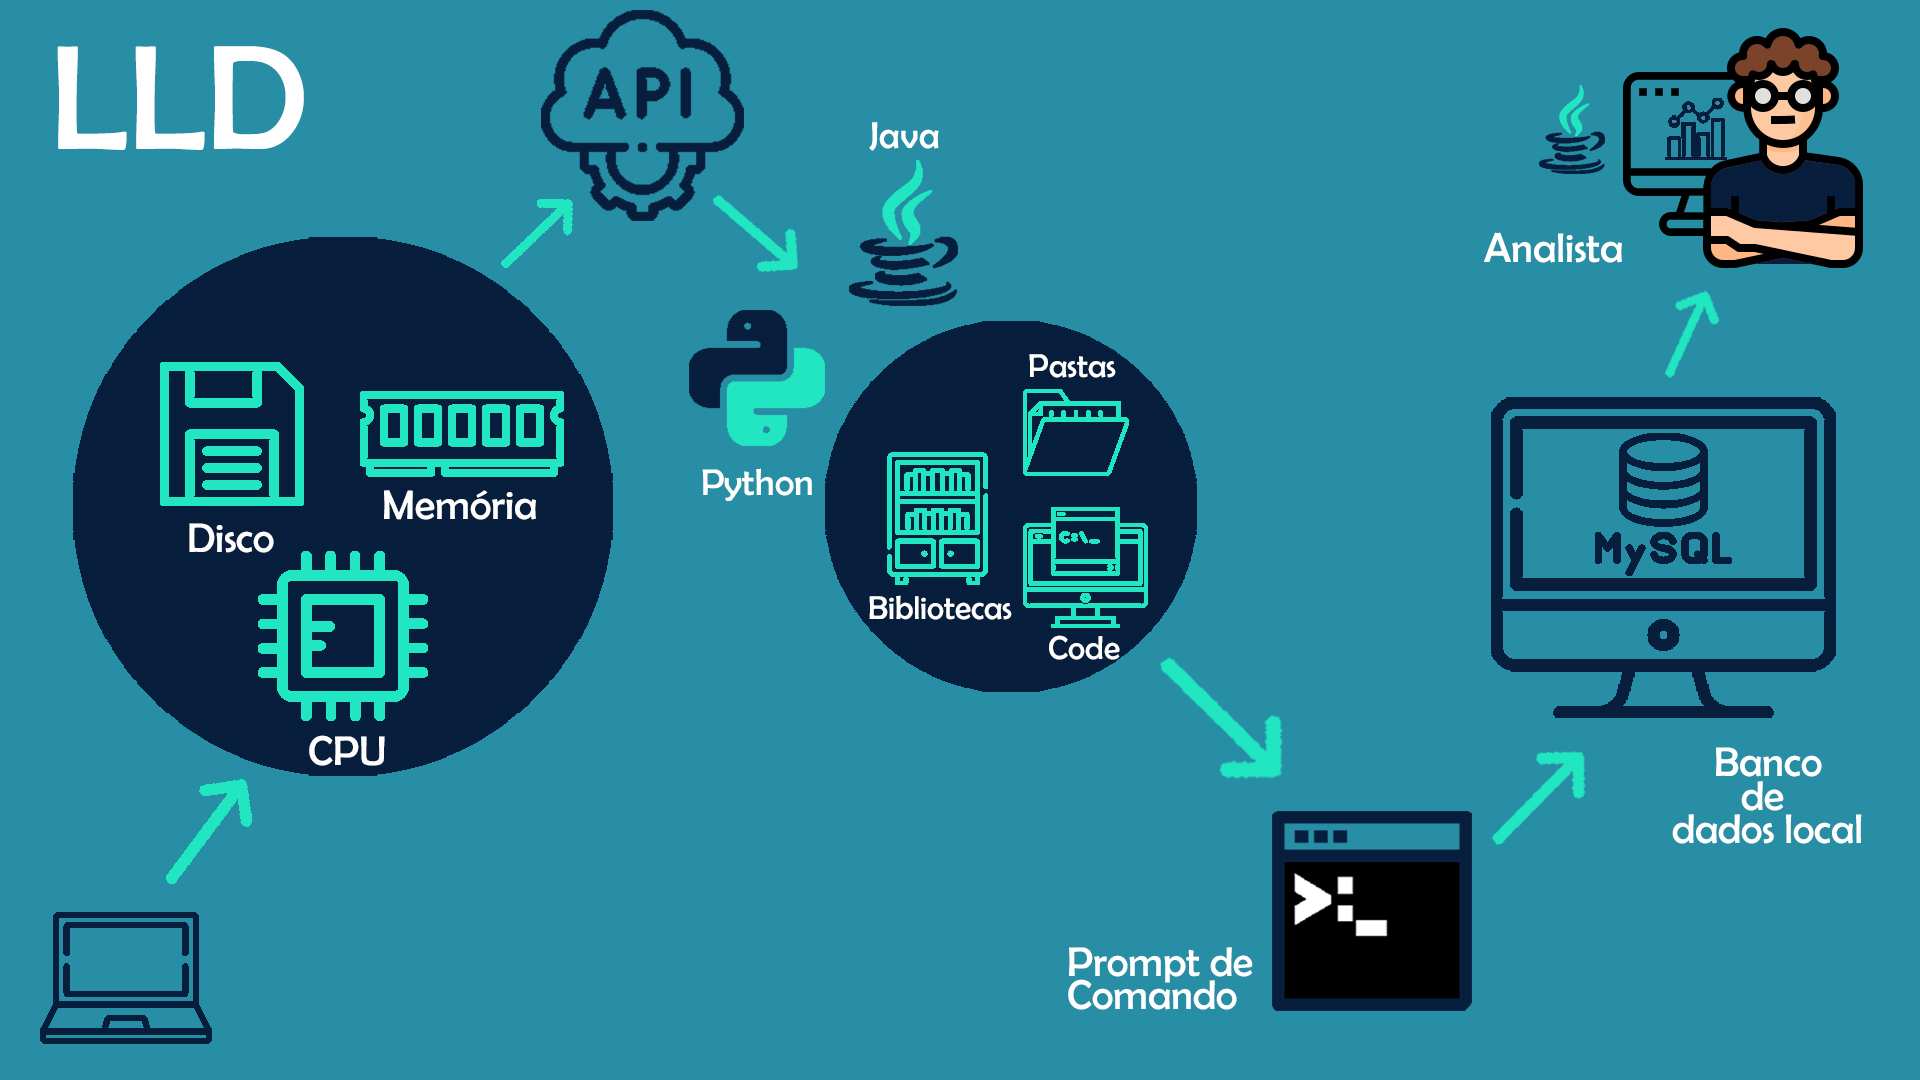 LLD
API
Java
Python
Disco
Memória
CPU
Pastas
Bibliotecas
C:\_
Code
>:_
Prompt de
Comando
MySQL
Banco
de
dados local
Analista